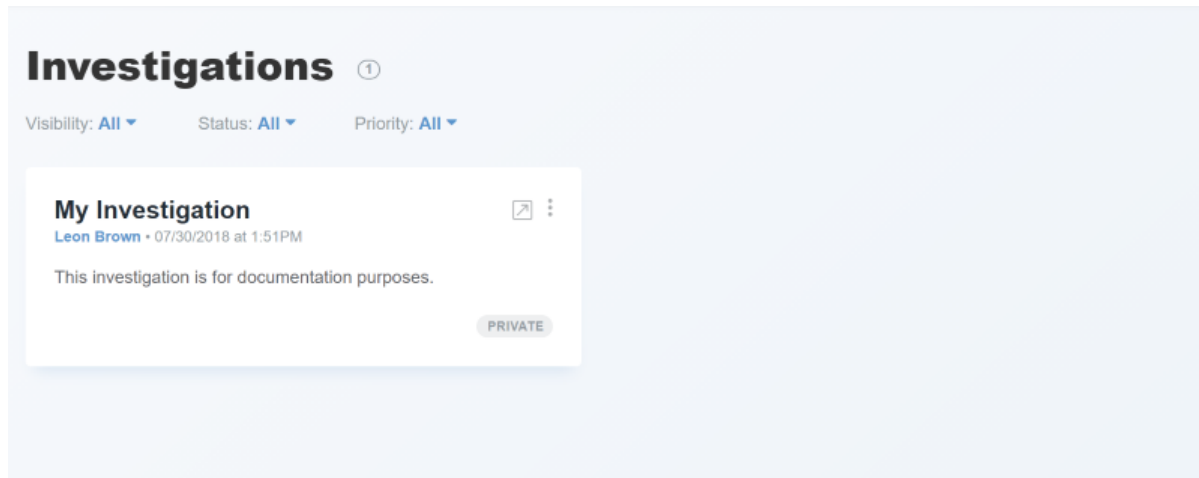 Investigations 1
Visibility: All Status: All Priority: All
My Investigation
Leon Brown • 07/30/2018 at 1:51PM
This investigation is for documentation purposes.
PRIVATE